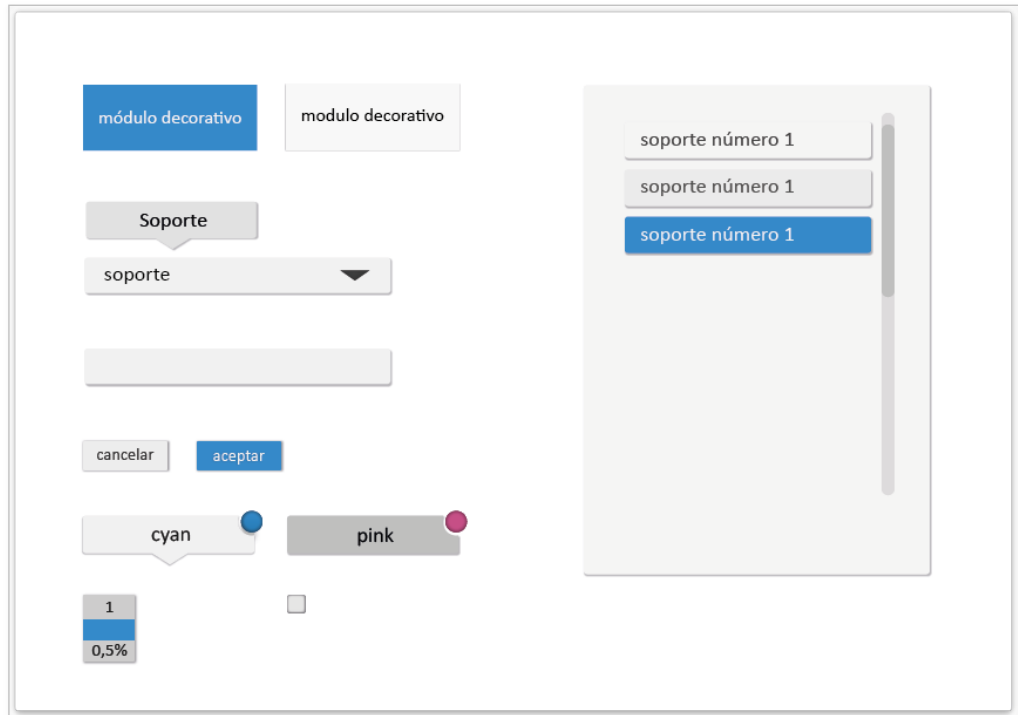 módulo decorativo
modulo decorativo
Soporte
soporte
cancelar
aceptar
cyan
pink
1
0,5%
soporte número 1
soporte número 1
soporte número 1